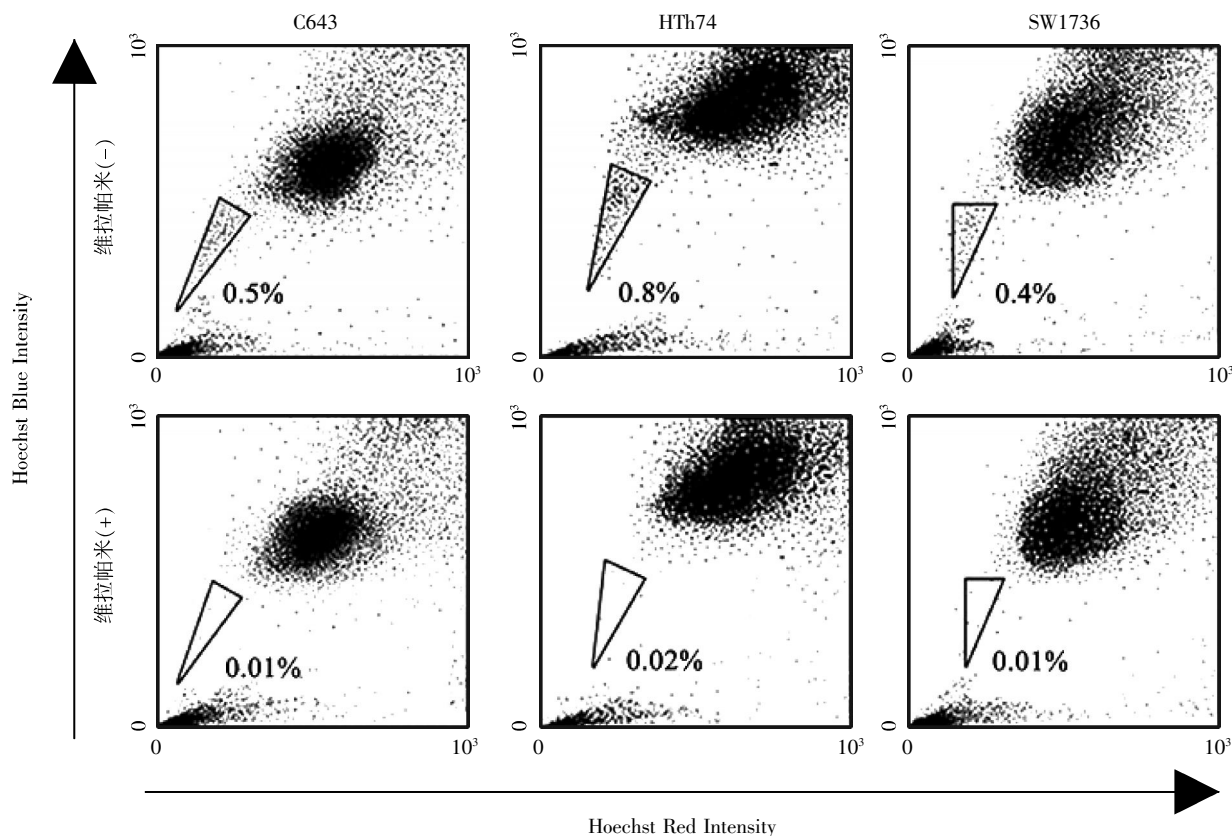 C643 HTh74 SW1736
10³ 10³ 10³
维拉帕米(-)
0.5% 0.8% 0.4%
0 0 0
0 10³ 0 10³ 0 10³
Hoechst Blue Intensity
10³ 10³ 10³
维拉帕米(+)
0.01% 0.02% 0.01%
0 0 0
0 10³ 0 10³ 0 10³
Hoechst Red Intensity